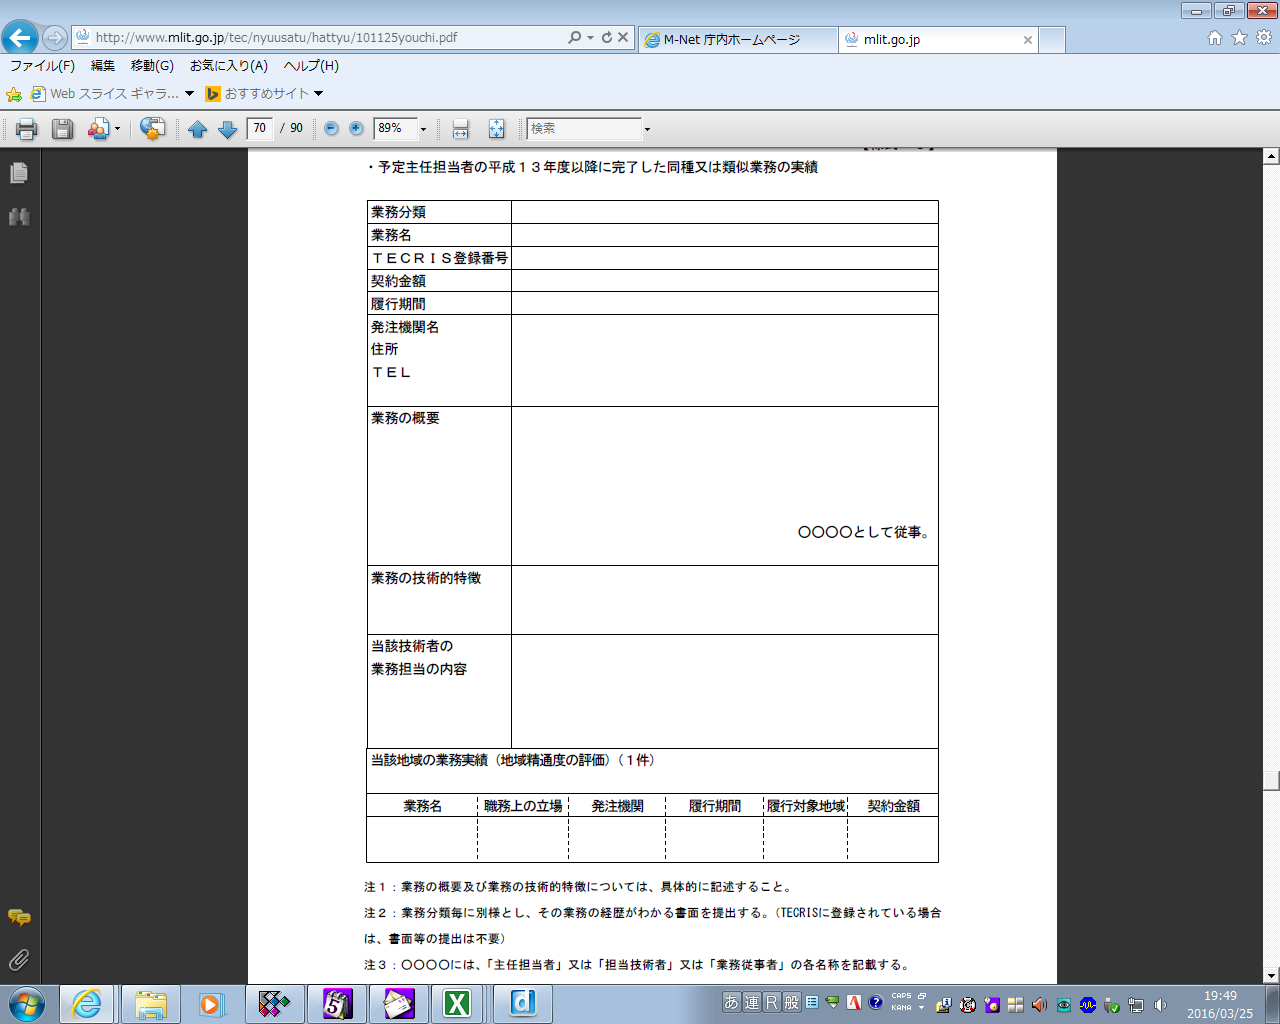 http://www.mlit.go.jp/tec/nyuusatu/hattyu/101125youchi.pdf
M-Net 庁内ホームページ
mlit.go.jp
ファイル(F) 編集 移動(G) お気に入り(A) ヘルプ(H)
Web スライス ギャラ... おすすめサイト
70 / 90 89% 検索
・予定主任担当者の平成１３年度以降に完了した同種又は類似業務の実績
業務分類
業務名
ＴＥＣＲＩＳ登録番号
契約金額
履行期間
発注機関名
住所
ＴＥＬ
業務の概要
〇〇〇〇として従事。
業務の技術的特徴
当該技術者の
業務担当の内容
当該地域の業務実績（地域精通度の評価）（１件）
業務名 職務上の立場 発注機関 履行期間 履行対象地域 契約金額
注１：業務の概要及び業務の技術的特徴については、具体的に記述すること。
注２：業務分類毎に別様とし、その業務の経歴がわかる書面を提出する。（TECRISに登録されている場合
は、書面等の提出は不要）
注３：〇〇〇〇には、「主任担当者」又は「担当技術者」又は「業務従事者」の各名称を記載する。
あ 連 R 般 CAPS KANA
19:49
2016/03/25